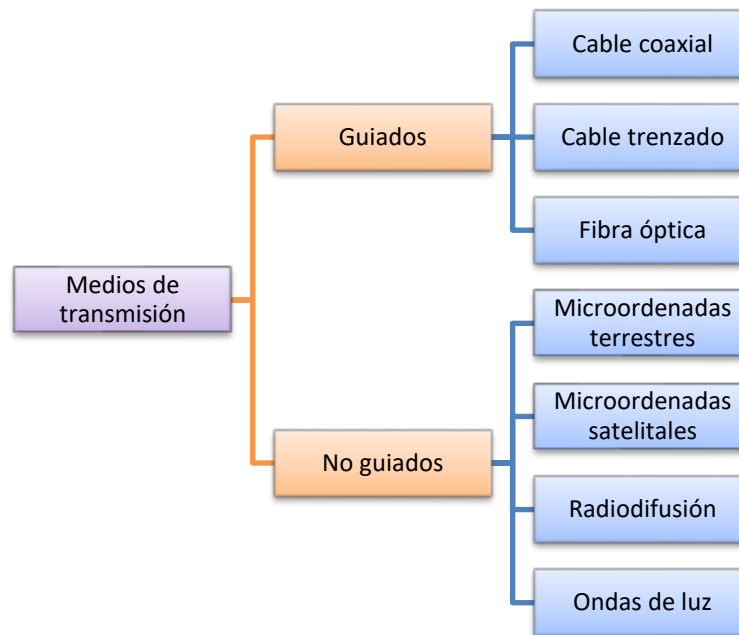 Medios de
transmisión
Guiados
Cable coaxial
Cable trenzado
Fibra óptica
No guiados
Microordenadas
terrestres
Microordenadas
satelitales
Radiodifusión
Ondas de luz